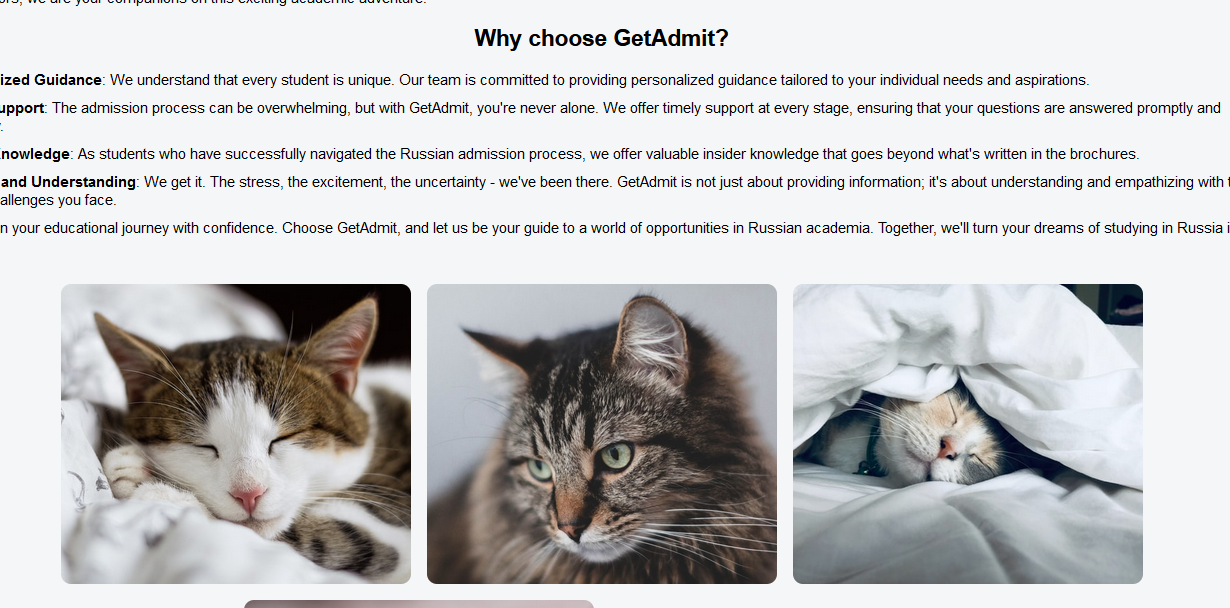 ors, we are your companions on this exciting academic adventure.
Why choose GetAdmit?
ized Guidance: We understand that every student is unique. Our team is committed to providing personalized guidance tailored to your individual needs and aspirations.
upport: The admission process can be overwhelming, but with GetAdmit, you're never alone. We offer timely support at every stage, ensuring that your questions are answered promptly and
nowledge: As students who have successfully navigated the Russian admission process, we offer valuable insider knowledge that goes beyond what's written in the brochures.
and Understanding: We get it. The stress, the excitement, the uncertainty - we've been there. GetAdmit is not just about providing information; it's about understanding and empathizing with
allenges you face.
n your educational journey with confidence. Choose GetAdmit, and let us be your guide to a world of opportunities in Russian academia. Together, we'll turn your dreams of studying in Russia i